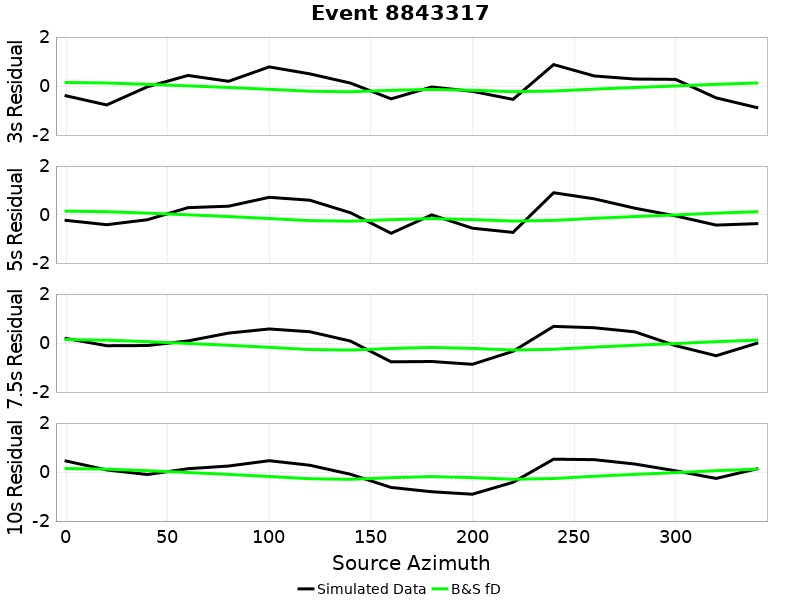 Event 8843317
3s Residual
2
0
-2
5s Residual
2
0
-2
7.5s Residual
2
0
-2
10s Residual
2
0
-2
0 50 100 150 200 250 300
Source Azimuth
Simulated Data B&S fD